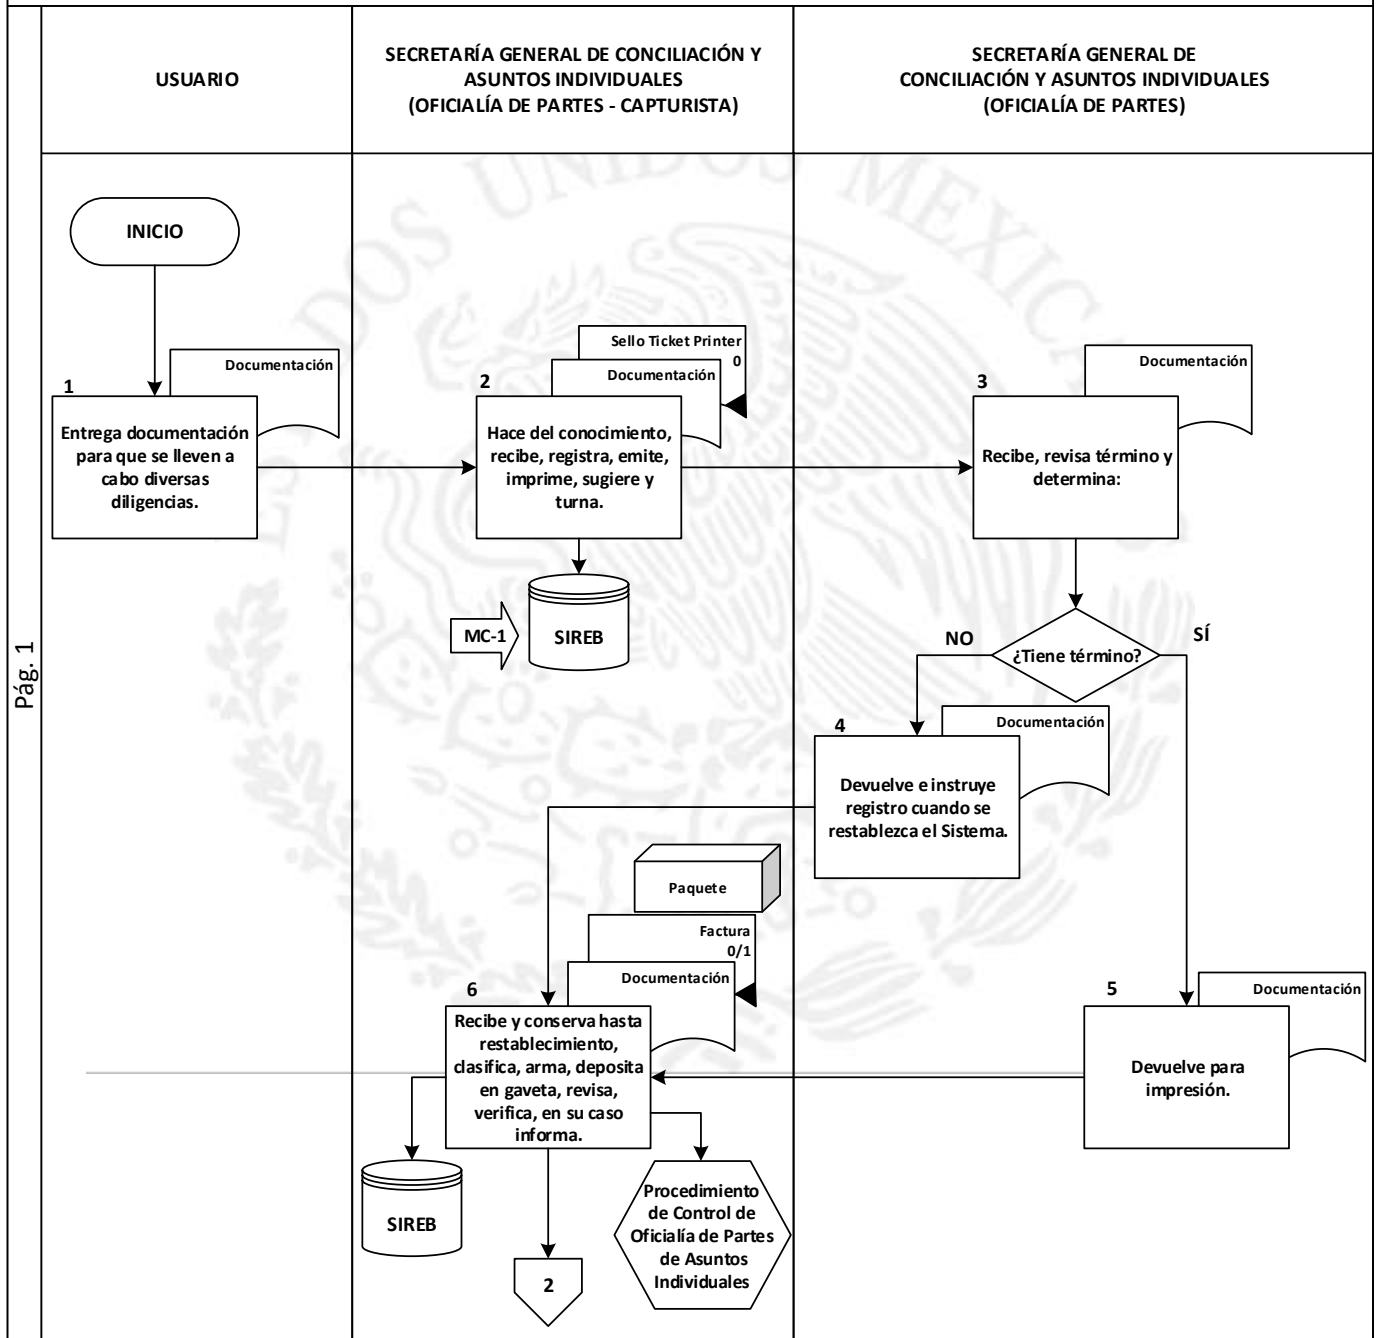 USUARIO
SECRETARÍA GENERAL DE CONCILIACIÓN Y
ASUNTOS INDIVIDUALES
(OFICIALÍA DE PARTES - CAPTURISTA)
SECRETARÍA GENERAL DE
CONCILIACIÓN Y ASUNTOS INDIVIDUALES
(OFICIALÍA DE PARTES)
Pág. 1
ESTADOS UNIDOS MEXICANOS
INICIO
1
Documentación
Entrega documentación
para que se lleven a
cabo diversas
diligencias.
2
Sello Ticket Printer
0
Documentación
Hace del conocimiento,
recibe, registra, emite,
imprime, sugiere y
turna.
MC-1
SIREB
3
Documentación
Recibe, revisa término y
determina:
¿Tiene término?
NO
SÍ
4
Documentación
Devuelve e instruye
registro cuando se
restablezca el Sistema.
5
Documentación
Devuelve para
impresión.
Paquete
Factura
0/1
Documentación
6
Recibe y conserva hasta
restablecimiento,
clasifica, arma, deposita
en gaveta, revisa,
verifica, en su caso
informa.
SIREB
2
Procedimiento
de Control de
Oficialía de Partes
de Asuntos
Individuales